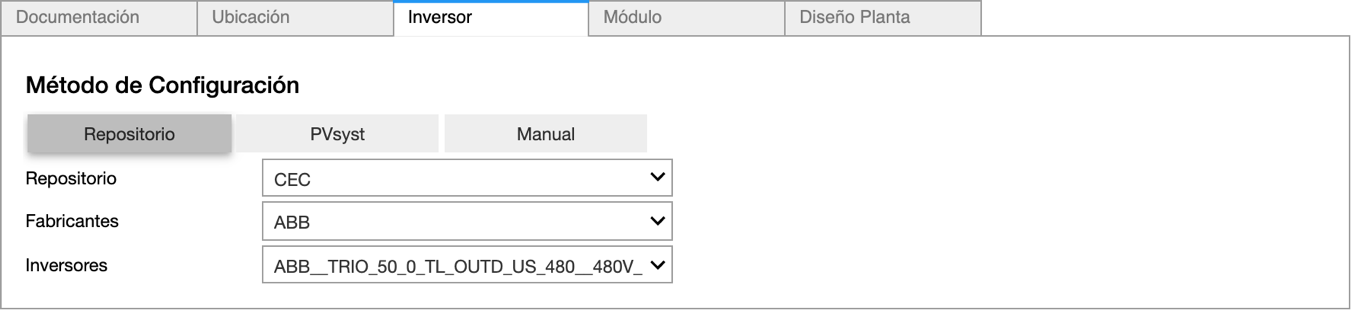 Documentación Ubicación Inversor Módulo Diseño Planta
Método de Configuración
Repositorio PVsyst Manual
Repositorio CEC
Fabricantes ABB
Inversores ABB__TRIO_50_0_TL_OUTD_US_480__480V_